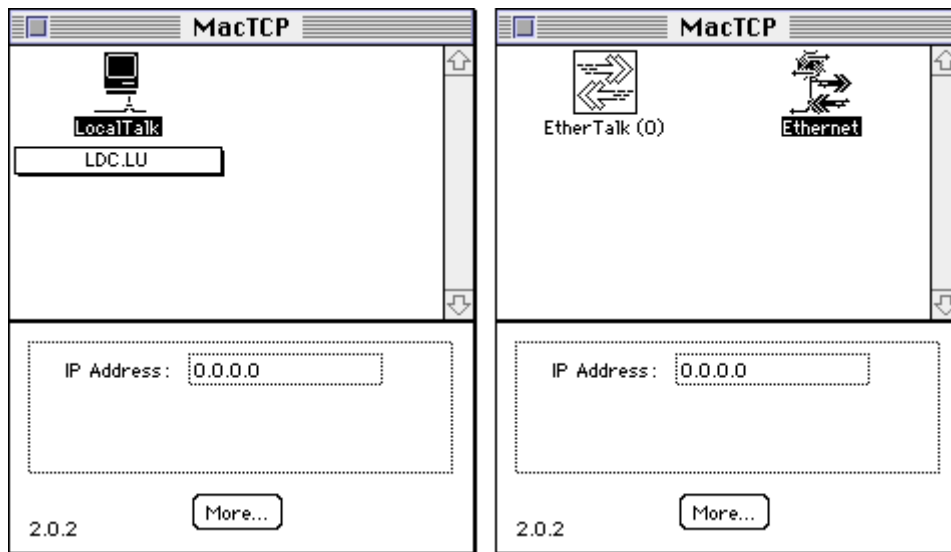 MacTCP
LocalTalk
LDC.LU
IP Address: 0.0.0.0
More...
2.0.2
MacTCP
EtherTalk (0)
Ethernet
IP Address: 0.0.0.0
More...
2.0.2